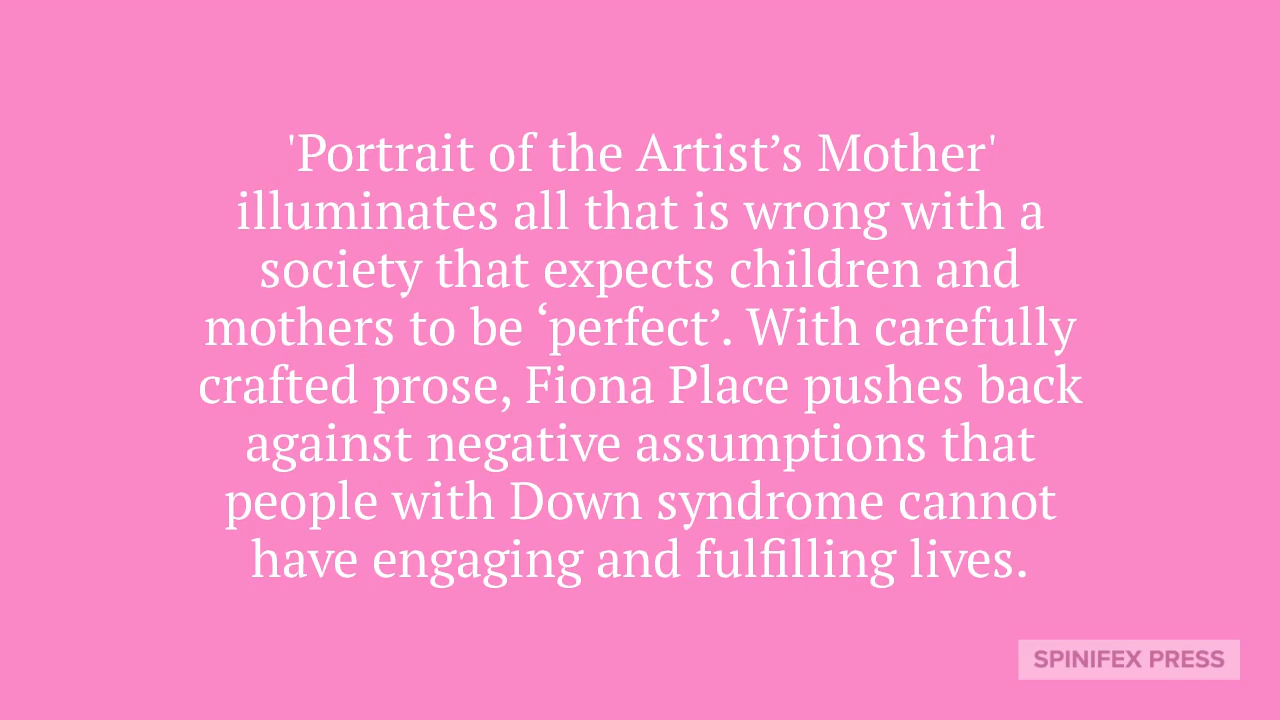 'Portrait of the Artist’s Mother'
illuminates all that is wrong with a
society that expects children and
mothers to be ‘perfect’. With carefully
crafted prose, Fiona Place pushes back
against negative assumptions that
people with Down syndrome cannot
have engaging and fulfilling lives.
SPINIFEX PRESS